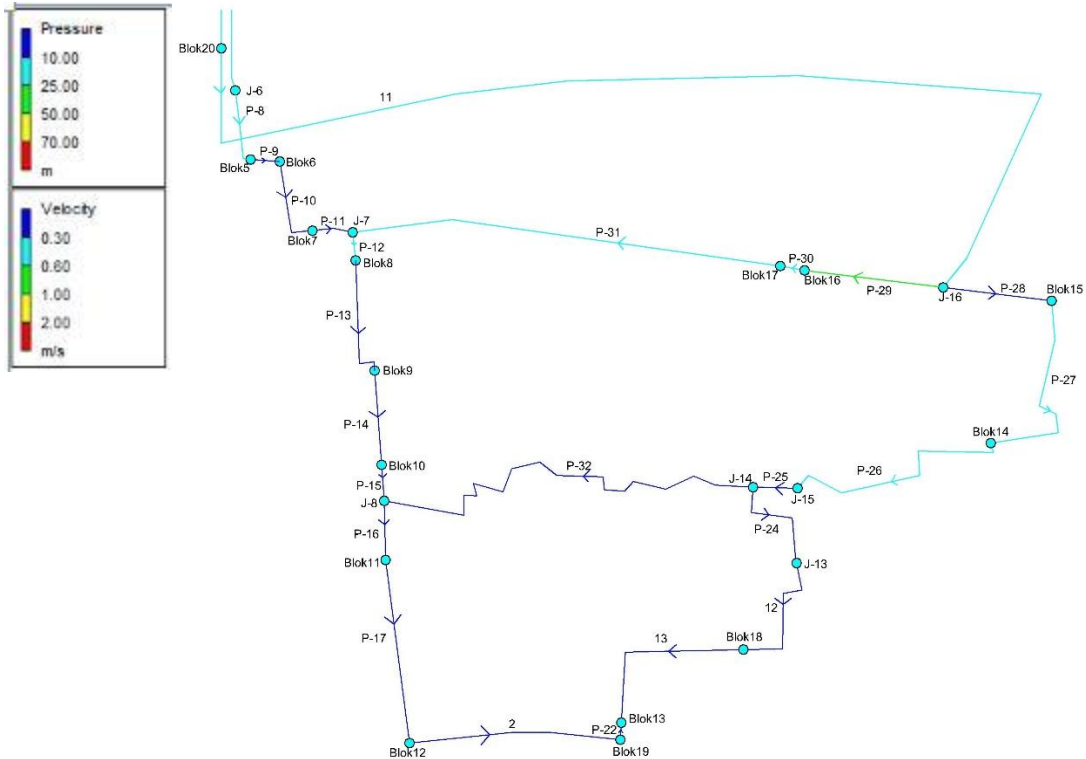 Pressure
10.00
25.00
50.00
70.00
m
Velocity
0.30
0.60
1.00
2.00
m/s
Blok20
J-6
P-8
11
P-9
Blok5
Blok6
P-10
P-11
J-7
Blok7
P-12
Blok8
P-31
P-30
Blok17
Blok16
P-29
J-16
P-28
Blok15
P-13
Blok9
P-27
P-14
Blok14
Blok10
P-32
P-26
P-15
J-14
P-25
J-15
J-8
P-16
P-24
Blok11
J-13
12
P-17
13
Blok18
2
Blok13
P-22
Blok12
Blok19